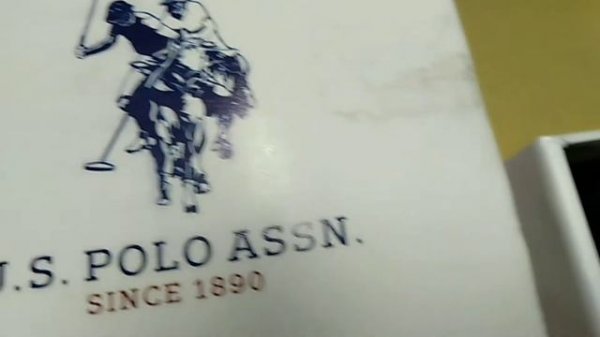 U.S. POLO ASSN.
SINCE 1890